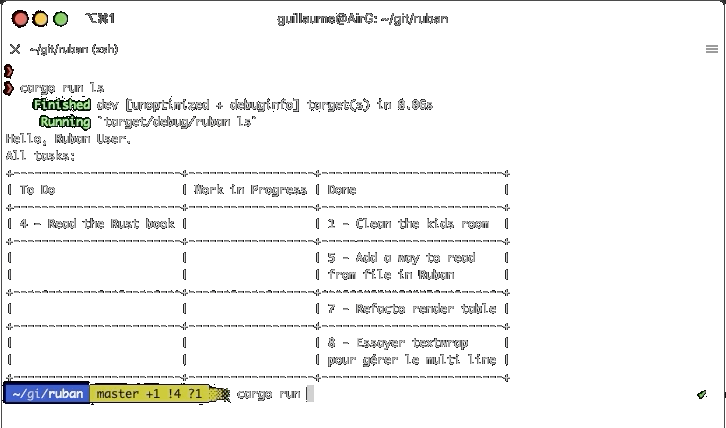 ⌥⌘1 guillaume@AirG: ~/git/ruban
~/git/ruban (zsh)
❯
❯ cargo run ls
Finished dev [unoptimized + debuginfo] target(s) in 0.06s
Running `target/debug/ruban ls`
Hello, Ruban User.
All tasks:
| To Do | Work in Progress | Done
| 4 - Read the Rust book | | 2 - Clean the kids room |
| | | 5 - Add a way to read |
| | | from file in Ruban |
| | | 7 - Refacto render table |
| | | 8 - Essayer textwrap |
| | | pour gérer le multi line |
~/gi/ruban master +1 !4 ?1 cargo run